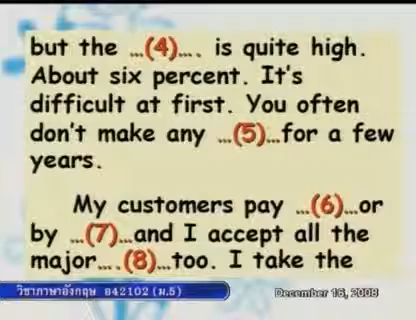 but the ...(4)... . is quite high.
About six percent. It's
difficult at first. You often
don't make any ...(5)...for a few
years.
My customers pay ...(6)...or
by ...(7)...and I accept all the
major... .(8)...too. I take the
วิชาภาษาอังกฤษ อ42102 (ม.5)
December 16, 2008